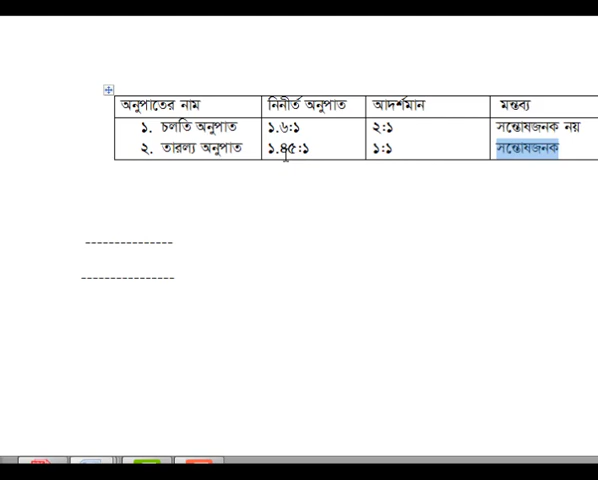 অনুপাতের নাম নিনীর্ত অনুপাত আদর্শমান মন্তব্য
১. চলতি অনুপাত ১.৬:১ ২:১ সন্তোষজনক নয়
২. তারল্য অনুপাত ১.৪৫:১ ১:১ সন্তোষজনক
---------------
----------------